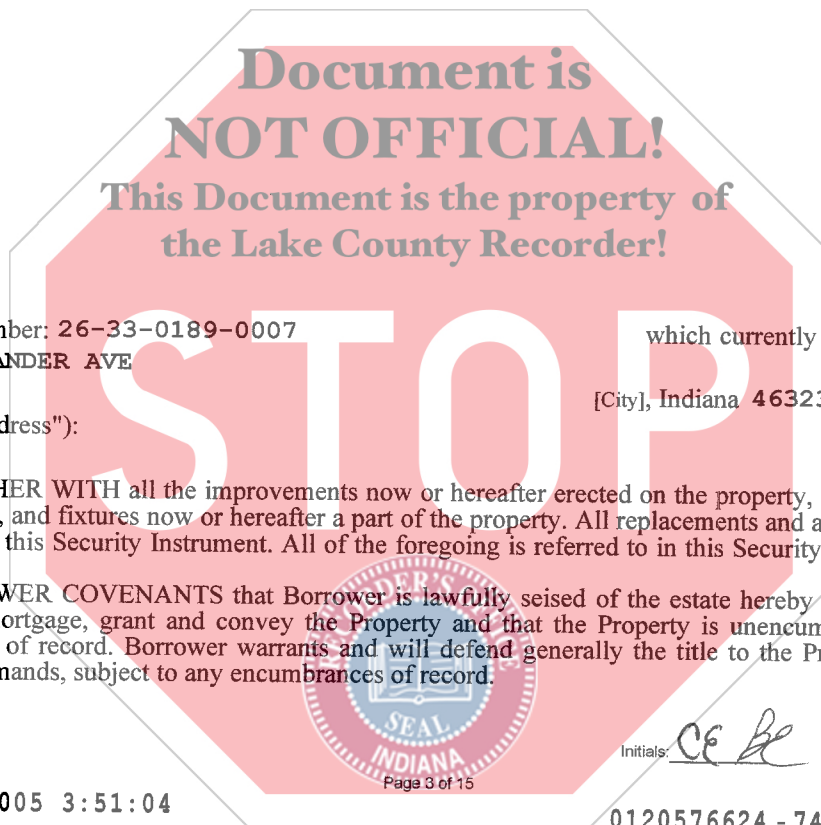 Document is
NOT OFFICIAL!
This Document is the property of
the Lake County Recorder!
STOP
nber: 26-33-0189-0007 which currently
ANDER AVE
[City], Indiana 46323
dress"):
HER WITH all the improvements now or hereafter erected on the property,
, and fixtures now or hereafter a part of the property. All replacements and a
this Security Instrument. All of the foregoing is referred to in this Security
WER COVENANTS that Borrower is lawfully seised of the estate hereby
ortgage, grant and convey the Property and that the Property is unencum
of record. Borrower warrants and will defend generally the title to the Pr
mands, subject to any encumbrances of record.
SEAL
INDIANA
Initials: CE BC
Page 3 of 15
005 3:51:04
0120576624 - 74